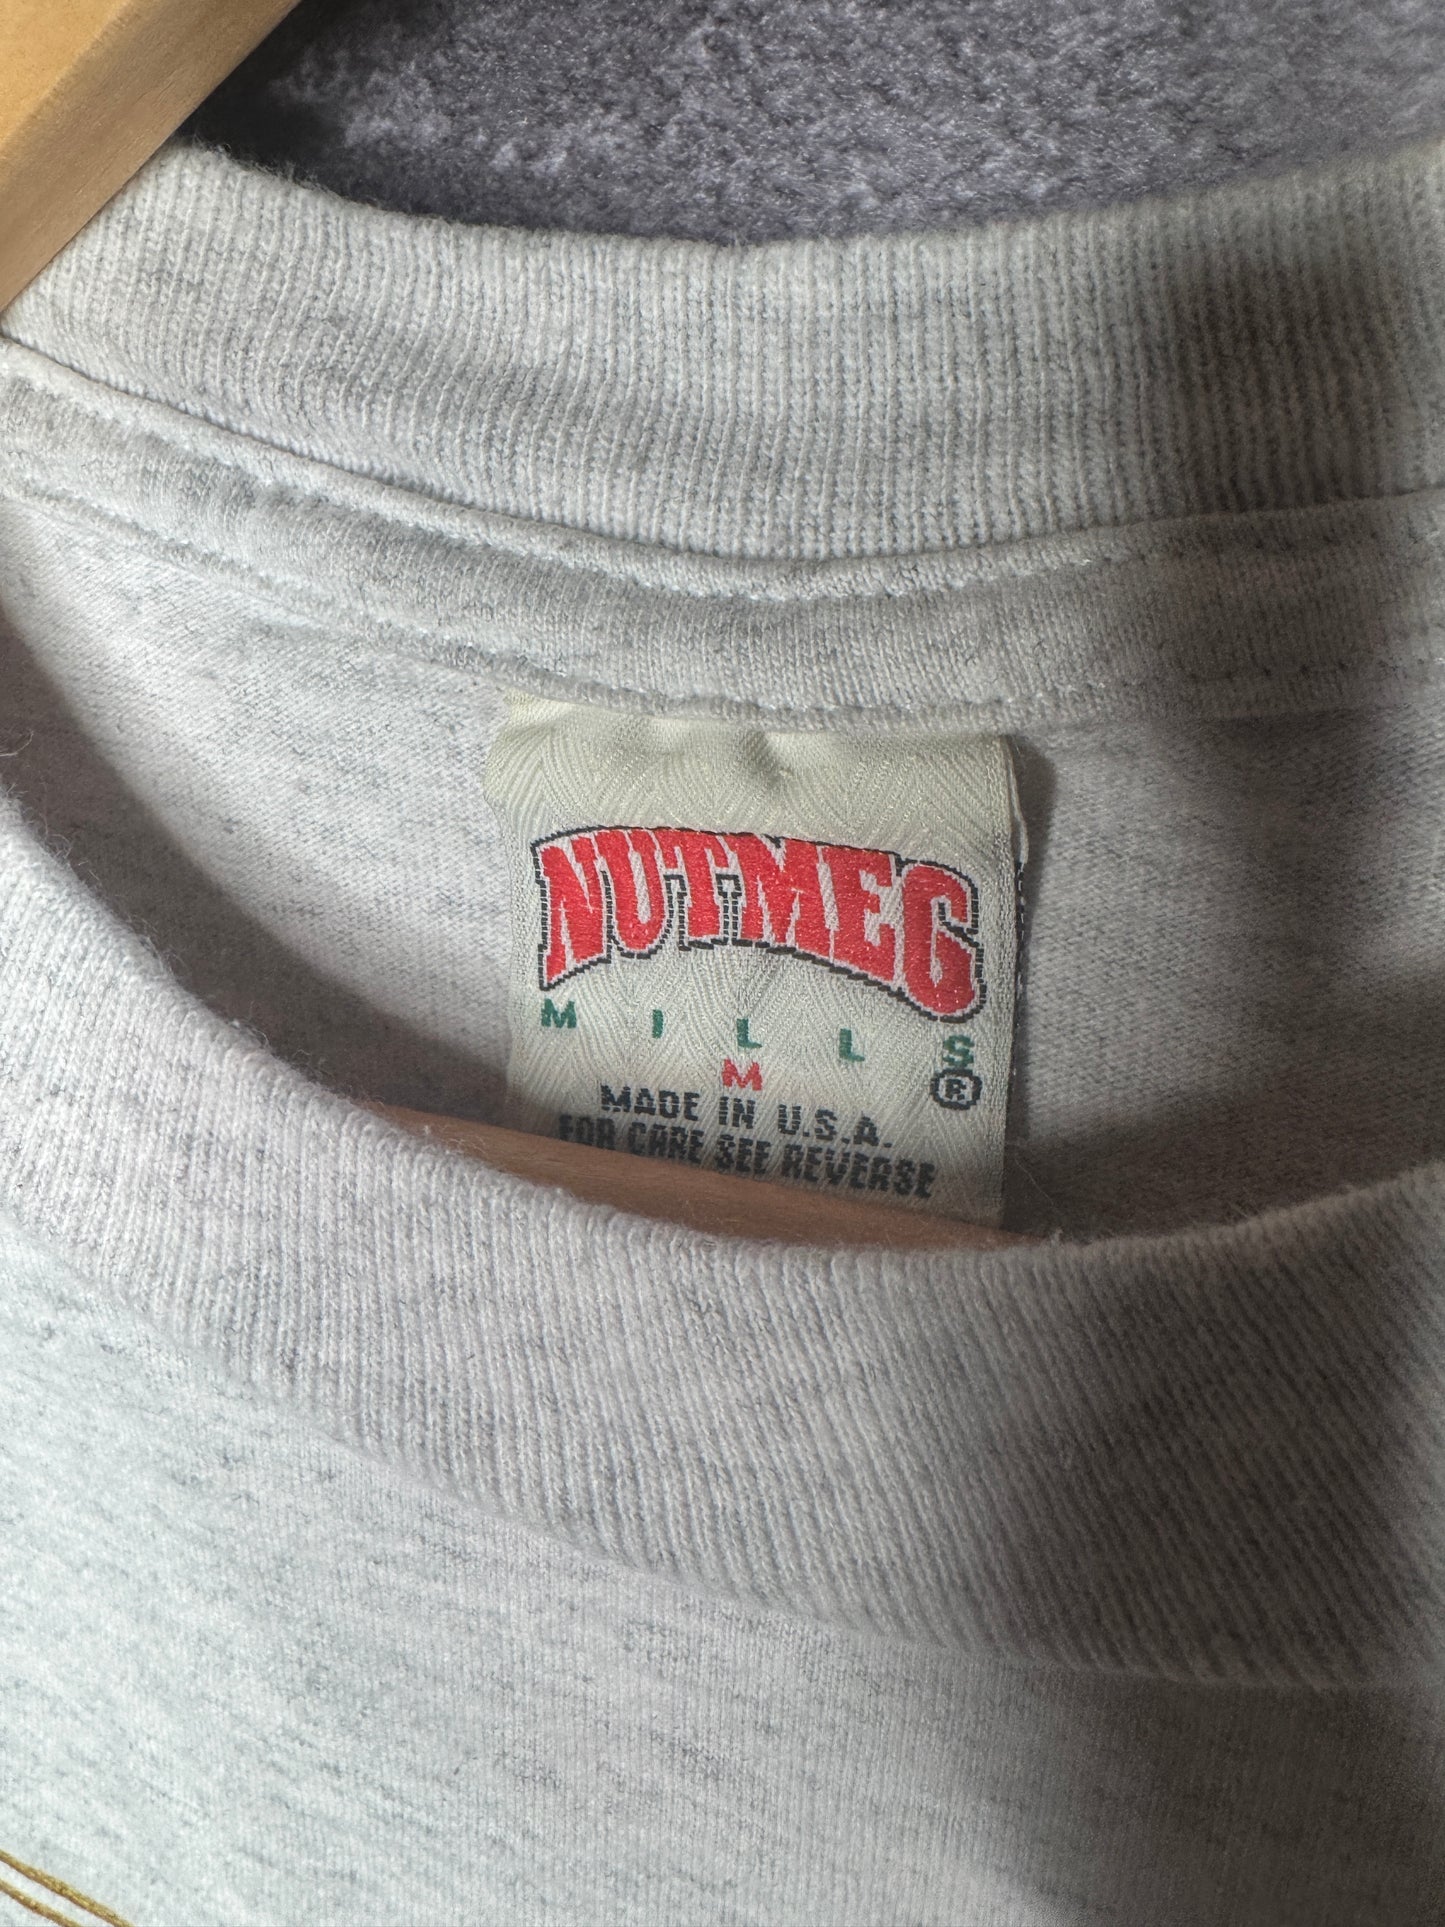 NUTMEG
MILLS
M ®
MADE IN U.S.A.
FOR CARE SEE REVERSE